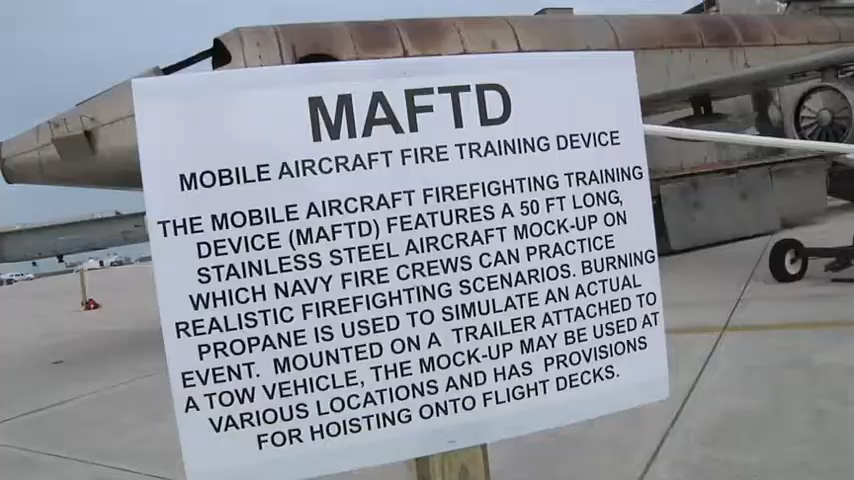 MAFTD
MOBILE AIRCRAFT FIRE TRAINING DEVICE
THE MOBILE AIRCRAFT FIREFIGHTING TRAINING
DEVICE (MAFTD) FEATURES A 50 FT LONG,
STAINLESS STEEL AIRCRAFT MOCK-UP ON
WHICH NAVY FIRE CREWS CAN PRACTICE
REALISTIC FIREFIGHTING SCENARIOS. BURNING
PROPANE IS USED TO SIMULATE AN ACTUAL
EVENT. MOUNTED ON A TRAILER ATTACHED TO
A TOW VEHICLE, THE MOCK-UP MAY BE USED AT
VARIOUS LOCATIONS AND HAS PROVISIONS
FOR HOISTING ONTO FLIGHT DECKS.